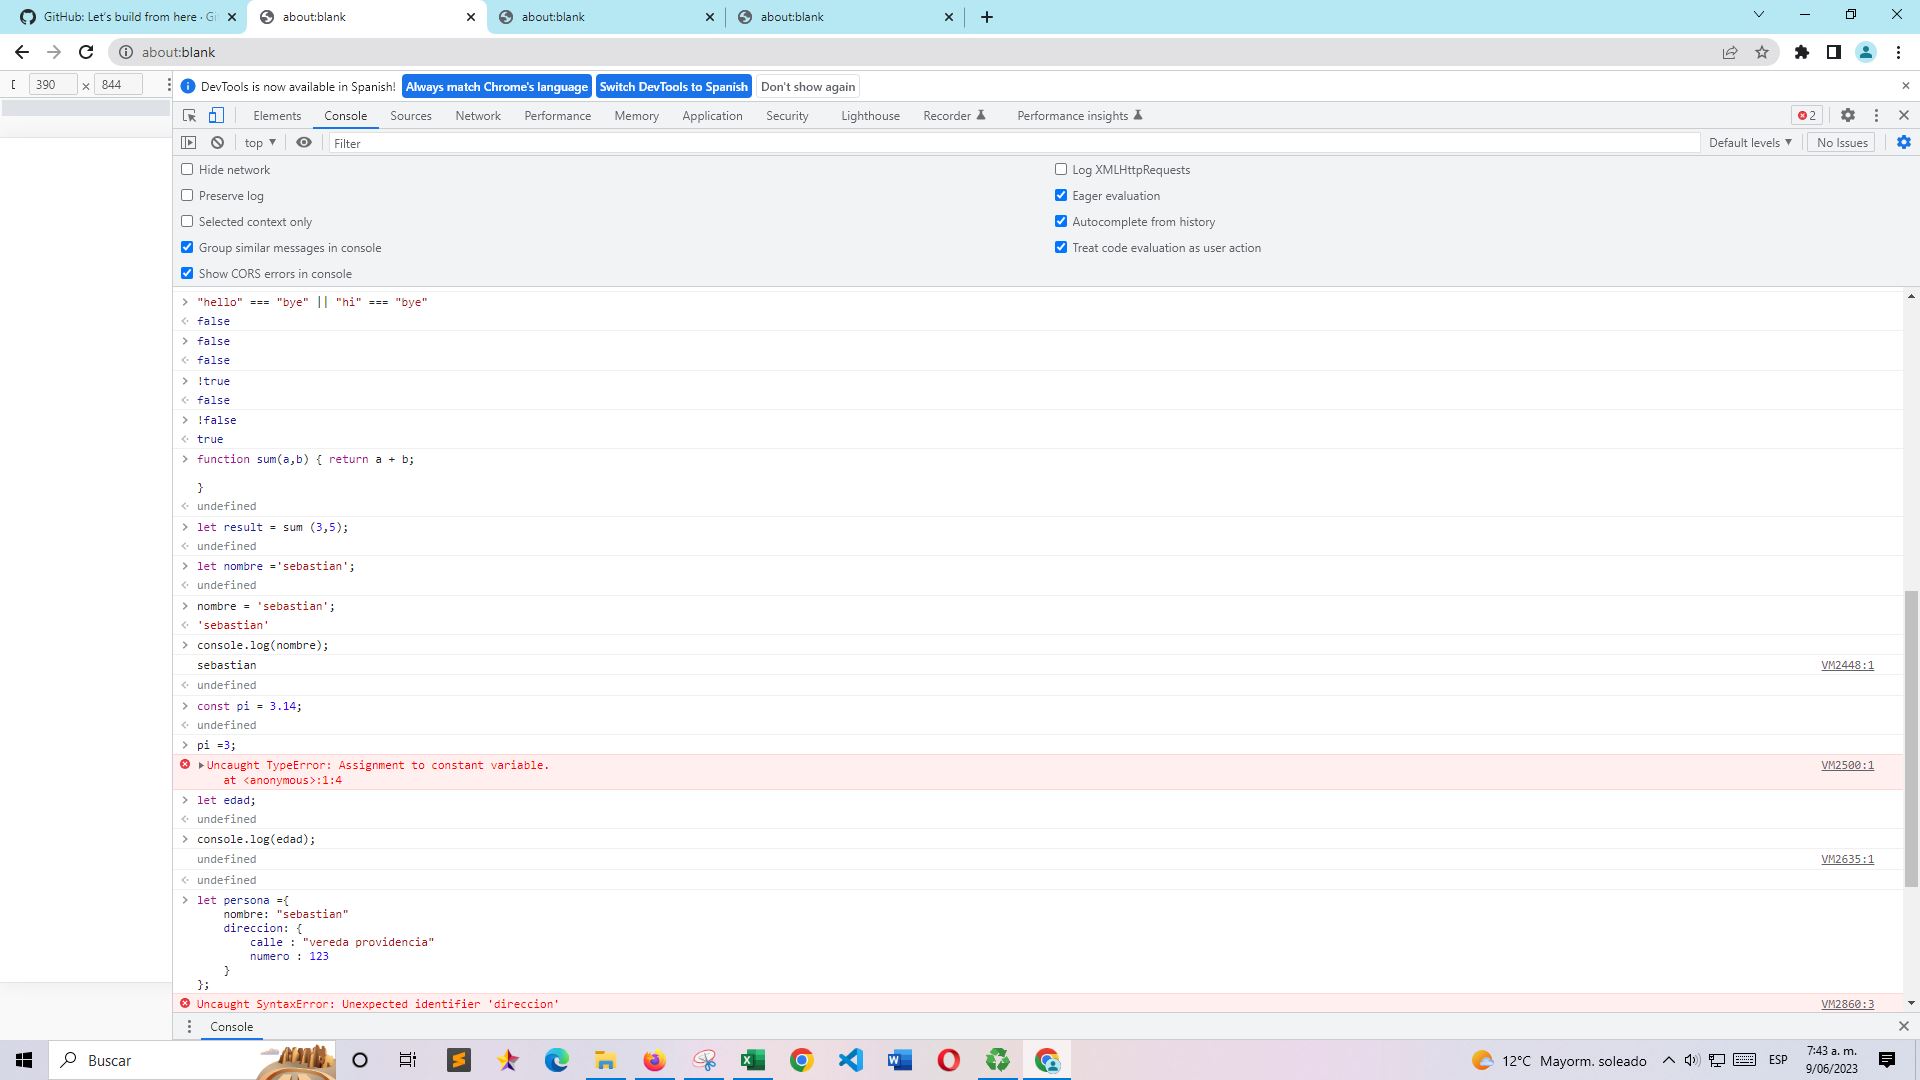 GitHub: Let's build from here · Git
about:blank
about:blank
about:blank
about:blank
390 × 844
DevTools is now available in Spanish! Always match Chrome's language Switch DevTools to Spanish Don't show again
Elements Console Sources Network Performance Memory Application Security Lighthouse Recorder Performance insights 2
top Filter Default levels No Issues
Hide network Log XMLHttpRequests
Preserve log Eager evaluation
Selected context only Autocomplete from history
Group similar messages in console Treat code evaluation as user action
Show CORS errors in console
"hello" === "bye" || "hi" === "bye"
false
false
false
!true
false
!false
true
function sum(a,b) { return a + b;
}
undefined
let result = sum (3,5);
undefined
let nombre ='sebastian';
undefined
nombre = 'sebastian';
'sebastian'
console.log(nombre);
sebastian VM2448:1
undefined
const pi = 3.14;
undefined
pi =3;
Uncaught TypeError: Assignment to constant variable. VM2500:1
at <anonymous>:1:4
let edad;
undefined
console.log(edad);
undefined VM2635:1
undefined
let persona ={
nombre: "sebastian"
direccion: {
calle : "vereda providencia"
numero : 123
}
};
Uncaught SyntaxError: Unexpected identifier 'direccion' VM2860:3
Console
Buscar 12°C Mayorm. soleado ESP 7:43 a. m.
9/06/2023